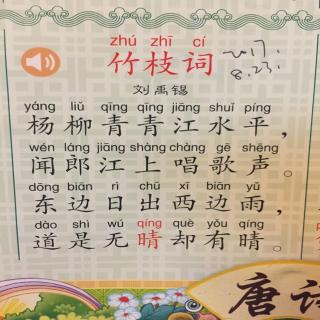 zhú zhī cí
竹枝词
2017.
8.23.
刘禹锡
yáng liǔ qīng qīng jiāng shuǐ píng
杨柳青青江水平，
wén láng jiāng shàng chàng gē shēng
闻郎江上唱歌声。
dōng biān rì chū xī biān yǔ
东边日出西边雨，
dào shì wú qíng què yǒu qíng
道是无晴却有晴。
唐